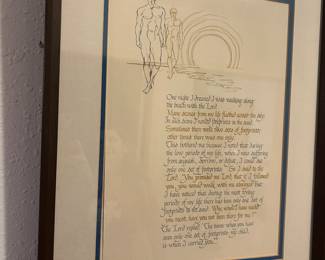 One night I dreamed I was walking along
the beach with the Lord.
Many scenes from my life flashed across the sky.
In each scene I noticed footprints in the sand.
Sometimes there were two sets of footprints;
other times there was only.
This bothered me because I noted that during
the low periods of my life, when I was suffering
from anguish, sorrow, or defeat, I could see
only one set of footprints. So I said to the
Lord, You promised me Lord, that if I followed
you, you would walk with me always. But
I have noticed that during the most trying
periods of my life there has been only one set of
footprints in the sand. Why, when I have needed
you most, have you not been there for me?
The Lord replied, The times when you have
seen only one set of footprints, my child,
is when I carried you.